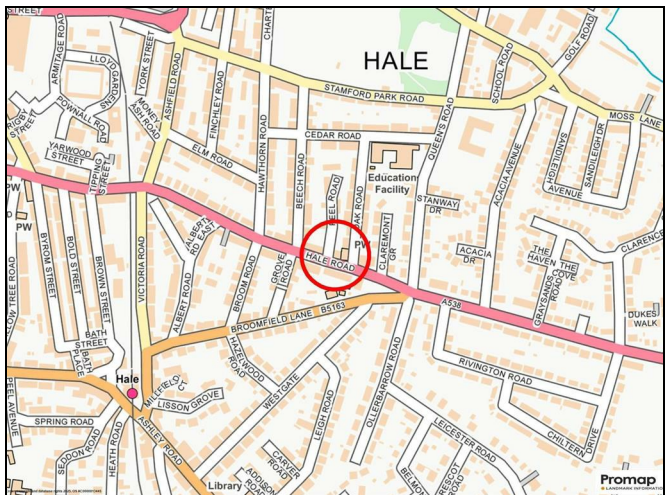 STREET
ARMITAGE ROAD
LLOYD GARDENS
YORK STREET
ASHFIELD ROAD
FINCHLEY ROAD
HALE
SCHOOL ROAD
GOLF ROAD
STAMFORD PARK ROAD
MOSS LANE
RIGBY STREET
POWNALL ROAD
MONEY ASH ROAD
CEDAR ROAD
QUEEN'S ROAD
SANDILEIGH
SANDILEIGH DR
AVENUE
YARWOOD STREET
TIPPING STREET
ELM ROAD
HAWTHORN ROAD
BEECH ROAD
Education
Facility
ACACIA AVENUE
PW
PW
STANWAY DR
OAK ROAD
PW
CLAREMONT GR
ALBERT RD EAST
HALE ROAD
ACACIA DR
THE HAVEN
THE COVE
CLARENCE
BYROM STREET
BOLD STREET
BROWN STREET
VICTORIA ROAD
ALBERT ROAD
BROOM ROAD
GROVE ROAD
GRAYSANDS ROAD
A538
DUKES WALK
BROOMFIELD LANE B5163
BATH STREET
BATH PLACE
Hale
MILLFIELD CT
LISSON GROVE
HAZELWOOD ROAD
WESTGATE
OLLERBARROW ROAD
RIVINGTON ROAD
PEEL AVENUE
SPRING ROAD
SEDDON ROAD
HEATH ROAD
ASHLEY ROAD
LEIGH ROAD
LEICESTER ROAD
CHILTERN DRIVE
CARVER ROAD
Library
Promap
© LANDMARK INFORMATION